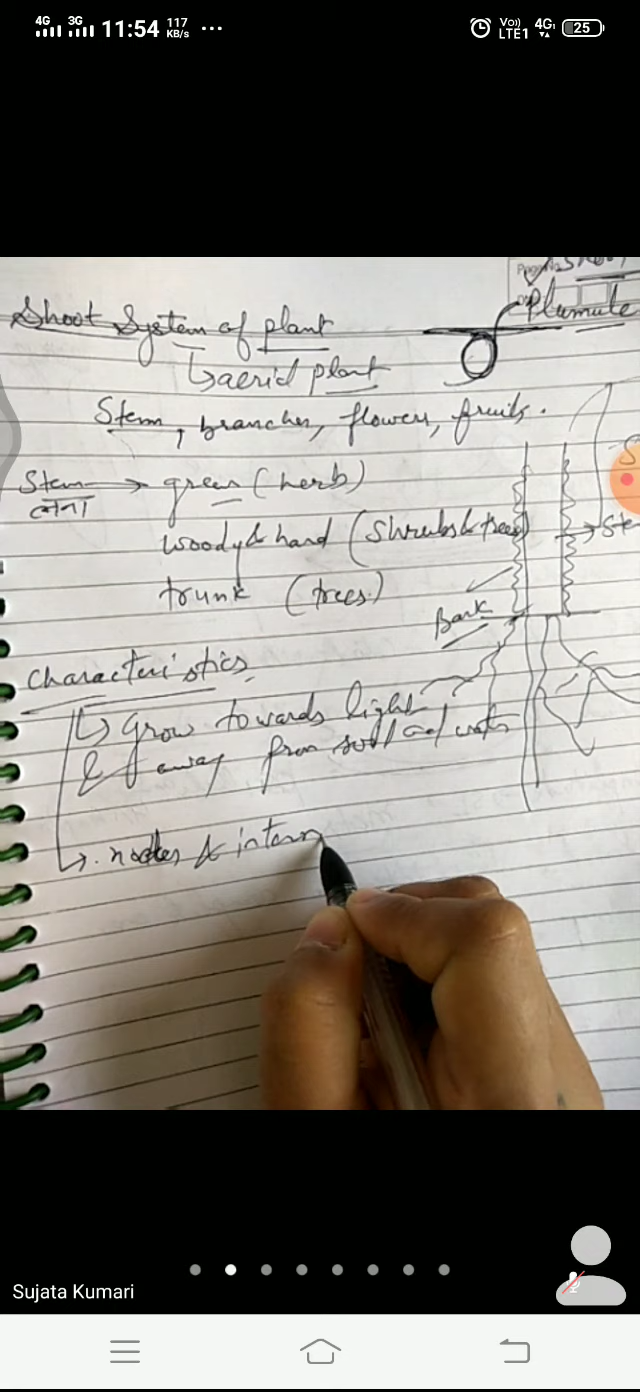 4G 3G 11:54 117 KB/s ... Vo)) LTE1 4G 25
Plumule
Shoot System of plant
↳ aerial plant
Stem, branches, flowers, fruits.
Stem → green (herb)
woody & hard (Shrubs & trees)
trunk (trees)
Bark
Characteristics
↳ grow towards light
& away from soil and water
↳ nodes & intern
Sujata Kumari